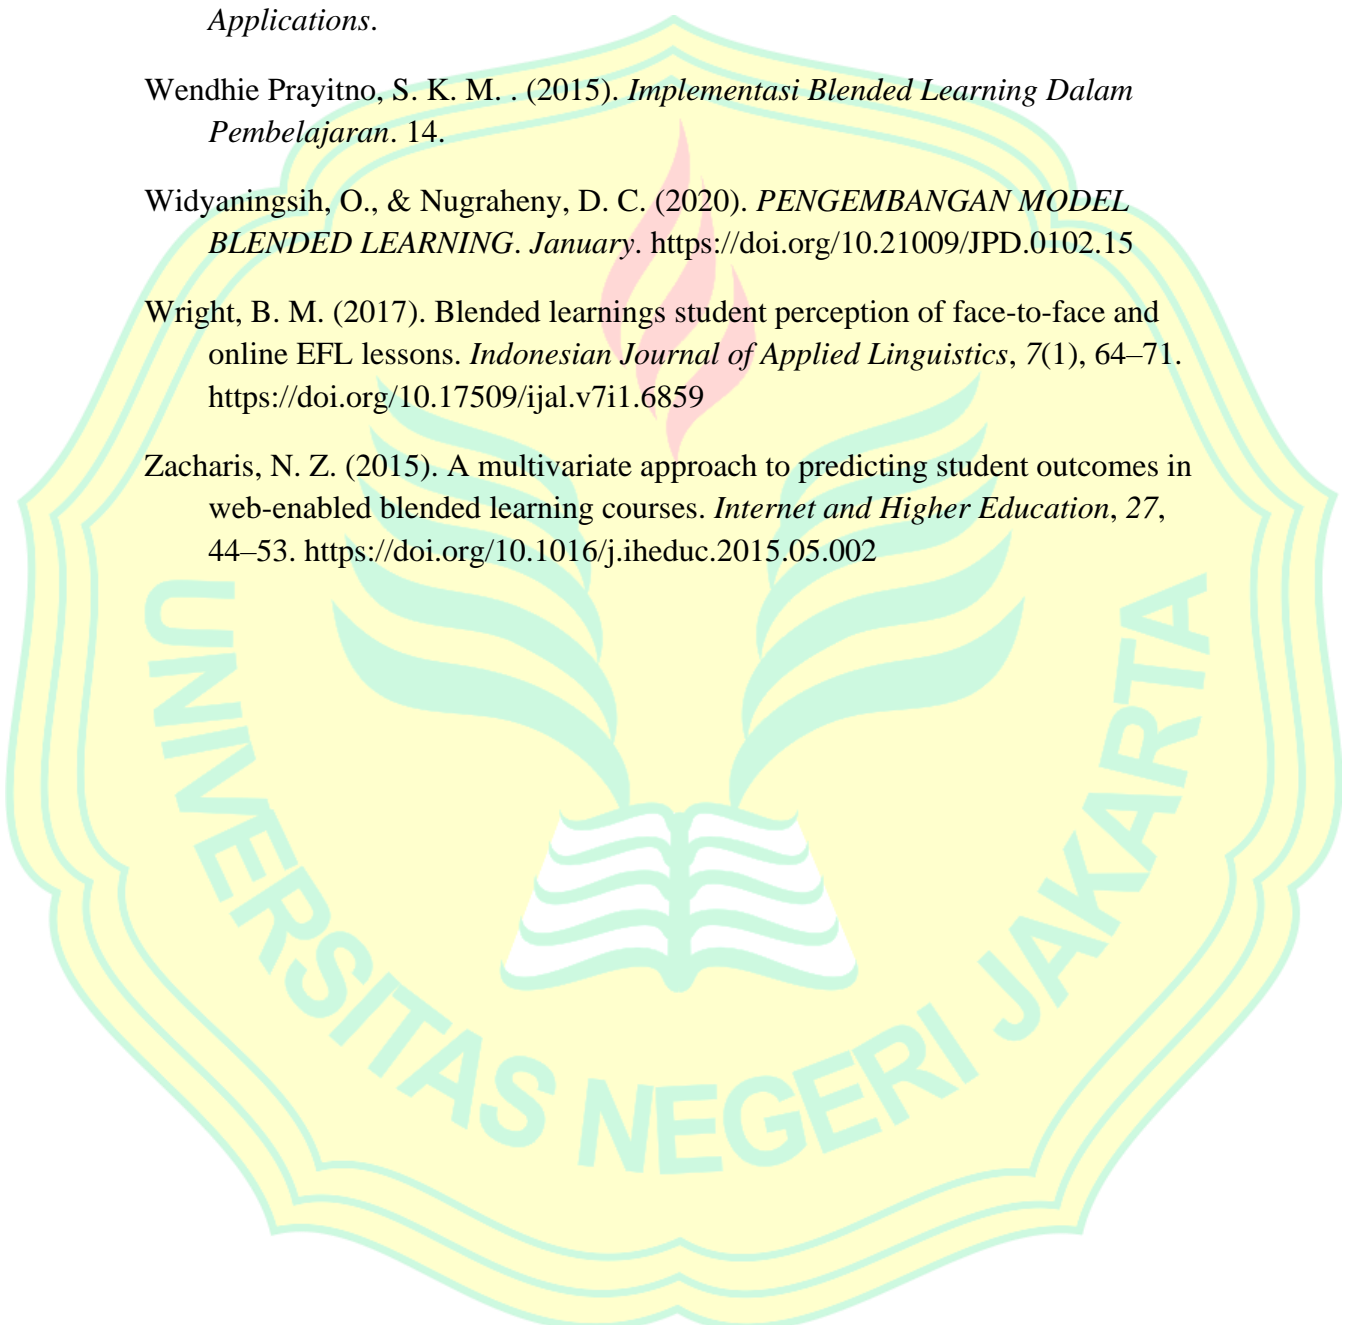 Applications.
Wendhie Prayitno, S. K. M. . (2015). Implementasi Blended Learning Dalam
Pembelajaran. 14.
Widyaningsih, O., & Nugraheny, D. C. (2020). PENGEMBANGAN MODEL
BLENDED LEARNING. January. https://doi.org/10.21009/JPD.0102.15
Wright, B. M. (2017). Blended learnings student perception of face-to-face and
online EFL lessons. Indonesian Journal of Applied Linguistics, 7(1), 64–71.
https://doi.org/10.17509/ijal.v7i1.6859
Zacharis, N. Z. (2015). A multivariate approach to predicting student outcomes in
web-enabled blended learning courses. Internet and Higher Education, 27,
44–53. https://doi.org/10.1016/j.iheduc.2015.05.002
UNIVERSITAS NEGERI JAKARTA